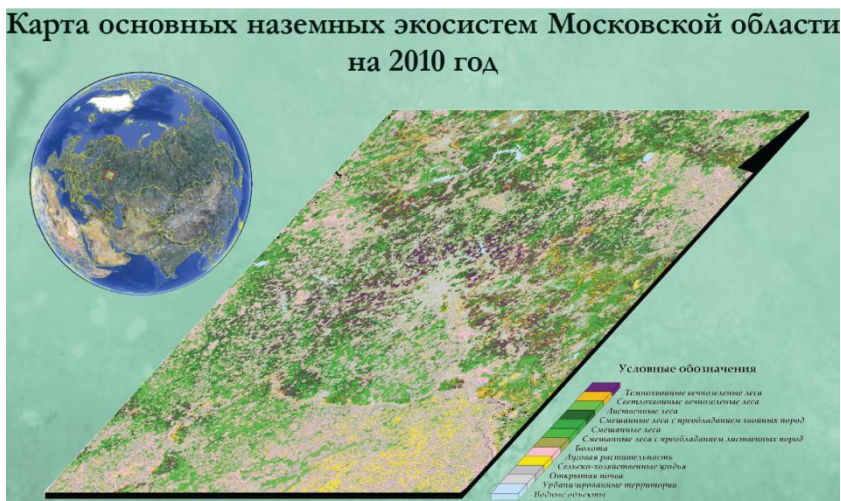 Карта основных наземных экосистем Московской области
на 2010 год
Условные обозначения
Темнохвойные вечнозеленые леса
Светлохвойные вечнозеленые леса
Лиственные леса
Смешанные леса с преобладанием хвойных пород
Смешанные леса
Смешанные леса с преобладанием лиственных пород
Болота
Луговая растительность
Сельско-хозяйственные угодья
Открытая почва
Урбанизированные территории
Водные объекты